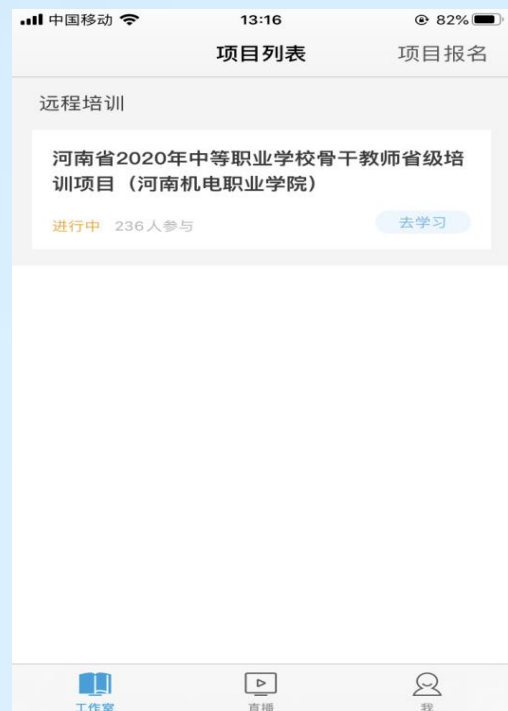 中国移动 13:16 82%
项目列表 项目报名
远程培训
河南省2020年中等职业学校骨干教师省级培
训项目（河南机电职业学院）
进行中 236人参与 去学习
工作室 直播 我